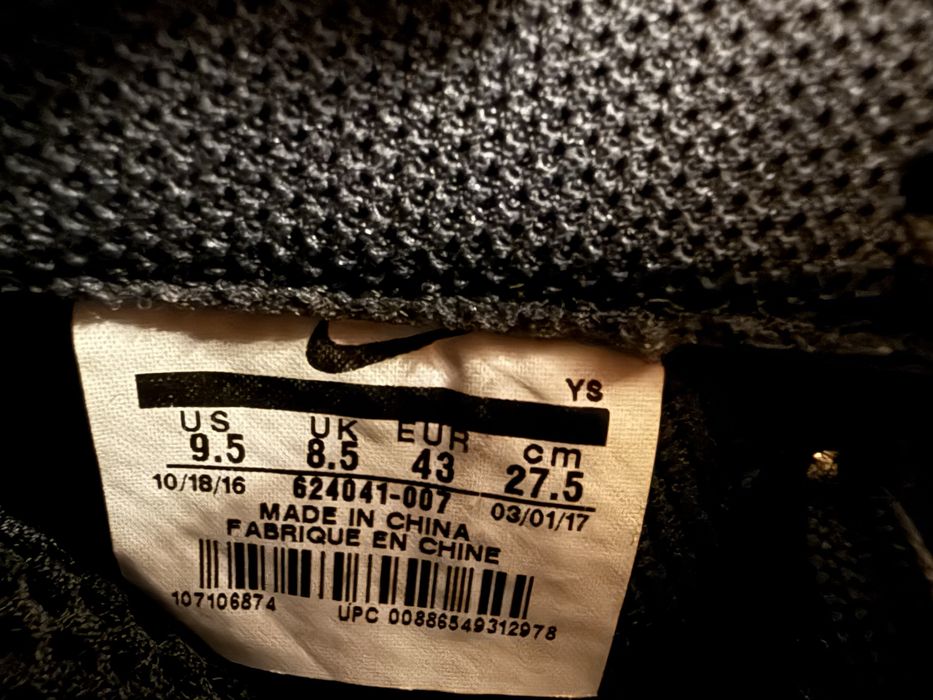 YS
US UK EUR cm
9.5 8.5 43 27.5
10/18/16 624041-007 03/01/17
MADE IN CHINA
FABRIQUE EN CHINE
107106874 UPC 00886549312978